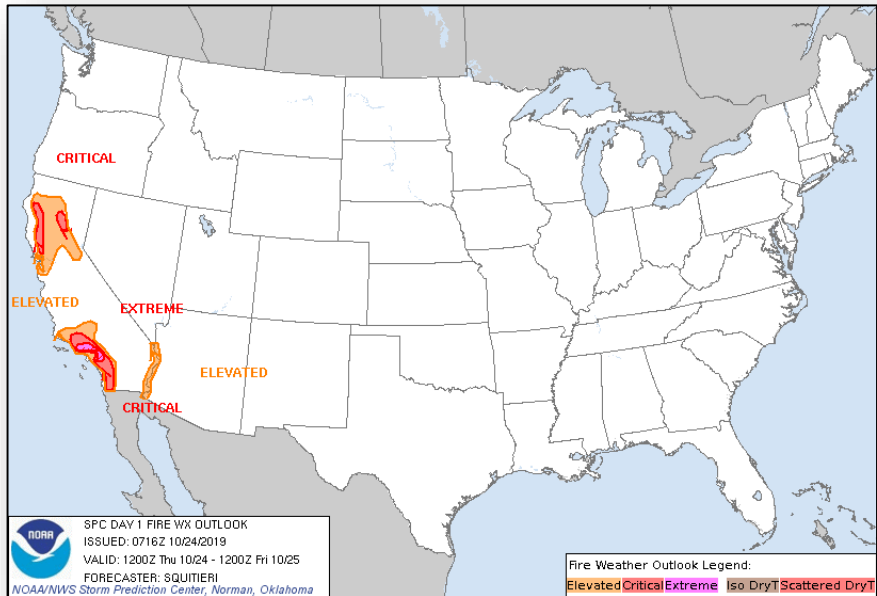 CRITICAL
ELEVATED
EXTREME
ELEVATED
CRITICAL
NOAA
SPC DAY 1 FIRE WX OUTLOOK
ISSUED: 0716Z 10/24/2019
VALID: 1200Z Thu 10/24 - 1200Z Fri 10/25
FORECASTER: SQUITIERI
NOAA/NWS Storm Prediction Center, Norman, Oklahoma
Fire Weather Outlook Legend:
Elevated Critical Extreme Iso DryT Scattered DryT